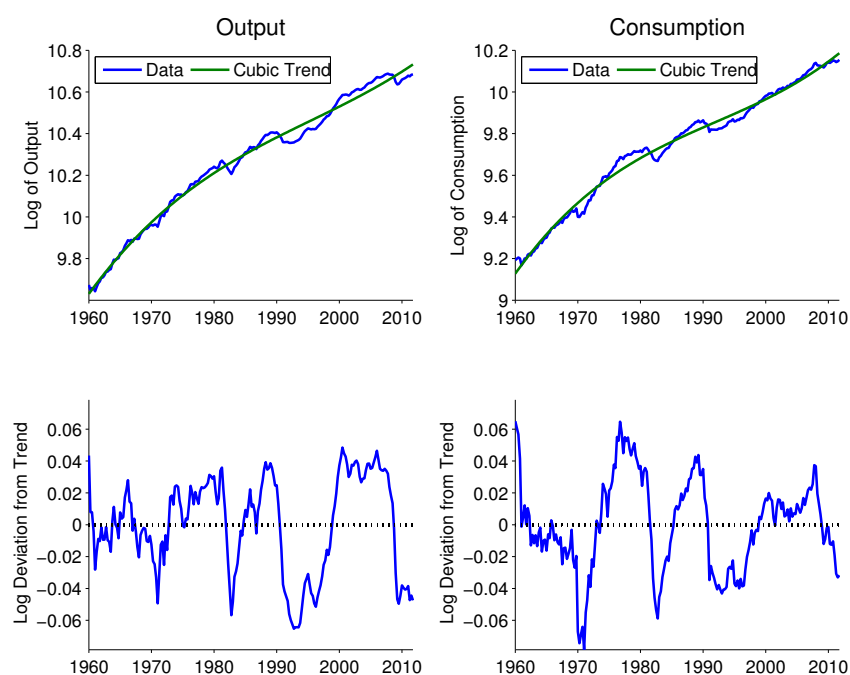 Output
Log of Output
10.8
10.6
10.4
10.2
10
9.8
Data Cubic Trend
1960 1970 1980 1990 2000 2010
Consumption
Log of Consumption
10.2
10
9.8
9.6
9.4
9.2
9
Data Cubic Trend
1960 1970 1980 1990 2000 2010
Log Deviation from Trend
0.06
0.04
0.02
0
−0.02
−0.04
−0.06
1960 1970 1980 1990 2000 2010
Log Deviation from Trend
0.06
0.04
0.02
0
−0.02
−0.04
−0.06
1960 1970 1980 1990 2000 2010